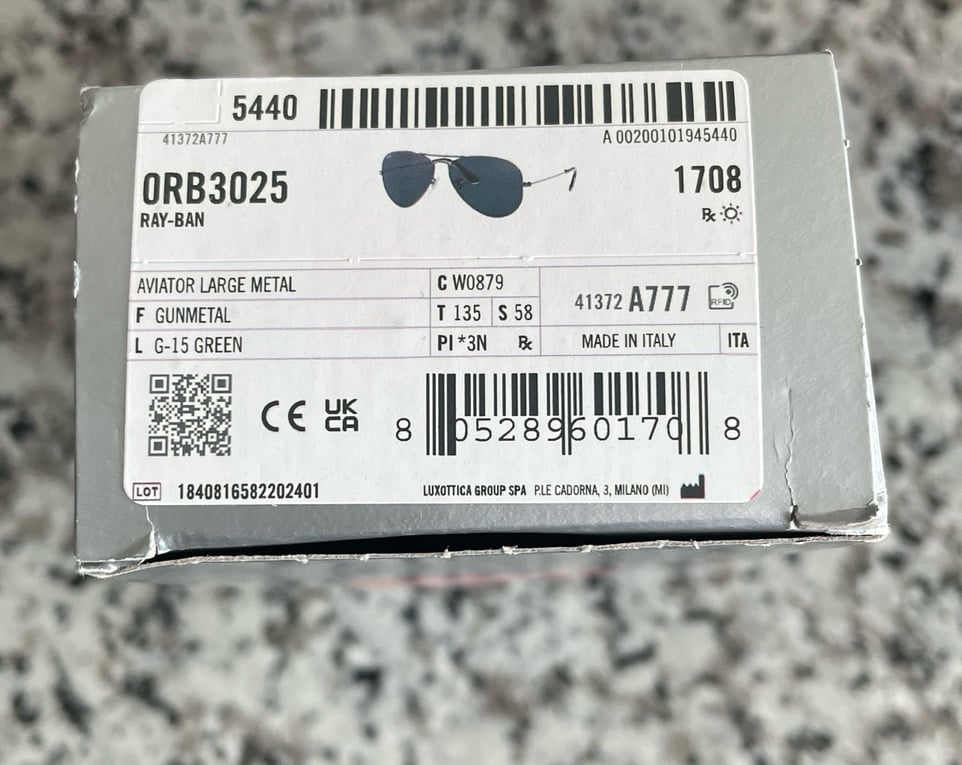 5440
41372A777
A 00200101945440
0RB3025
1708
RAY-BAN
AVIATOR LARGE METAL
C W0879
F GUNMETAL
T 135 S 58
41372 A777
RFID
L G-15 GREEN
PI *3N
MADE IN ITALY
ITA
CE UK CA
8 052896 017008
LOT 1840816582202401
LUXOTTICA GROUP SPA P.LE CADORNA, 3, MILANO (MI)